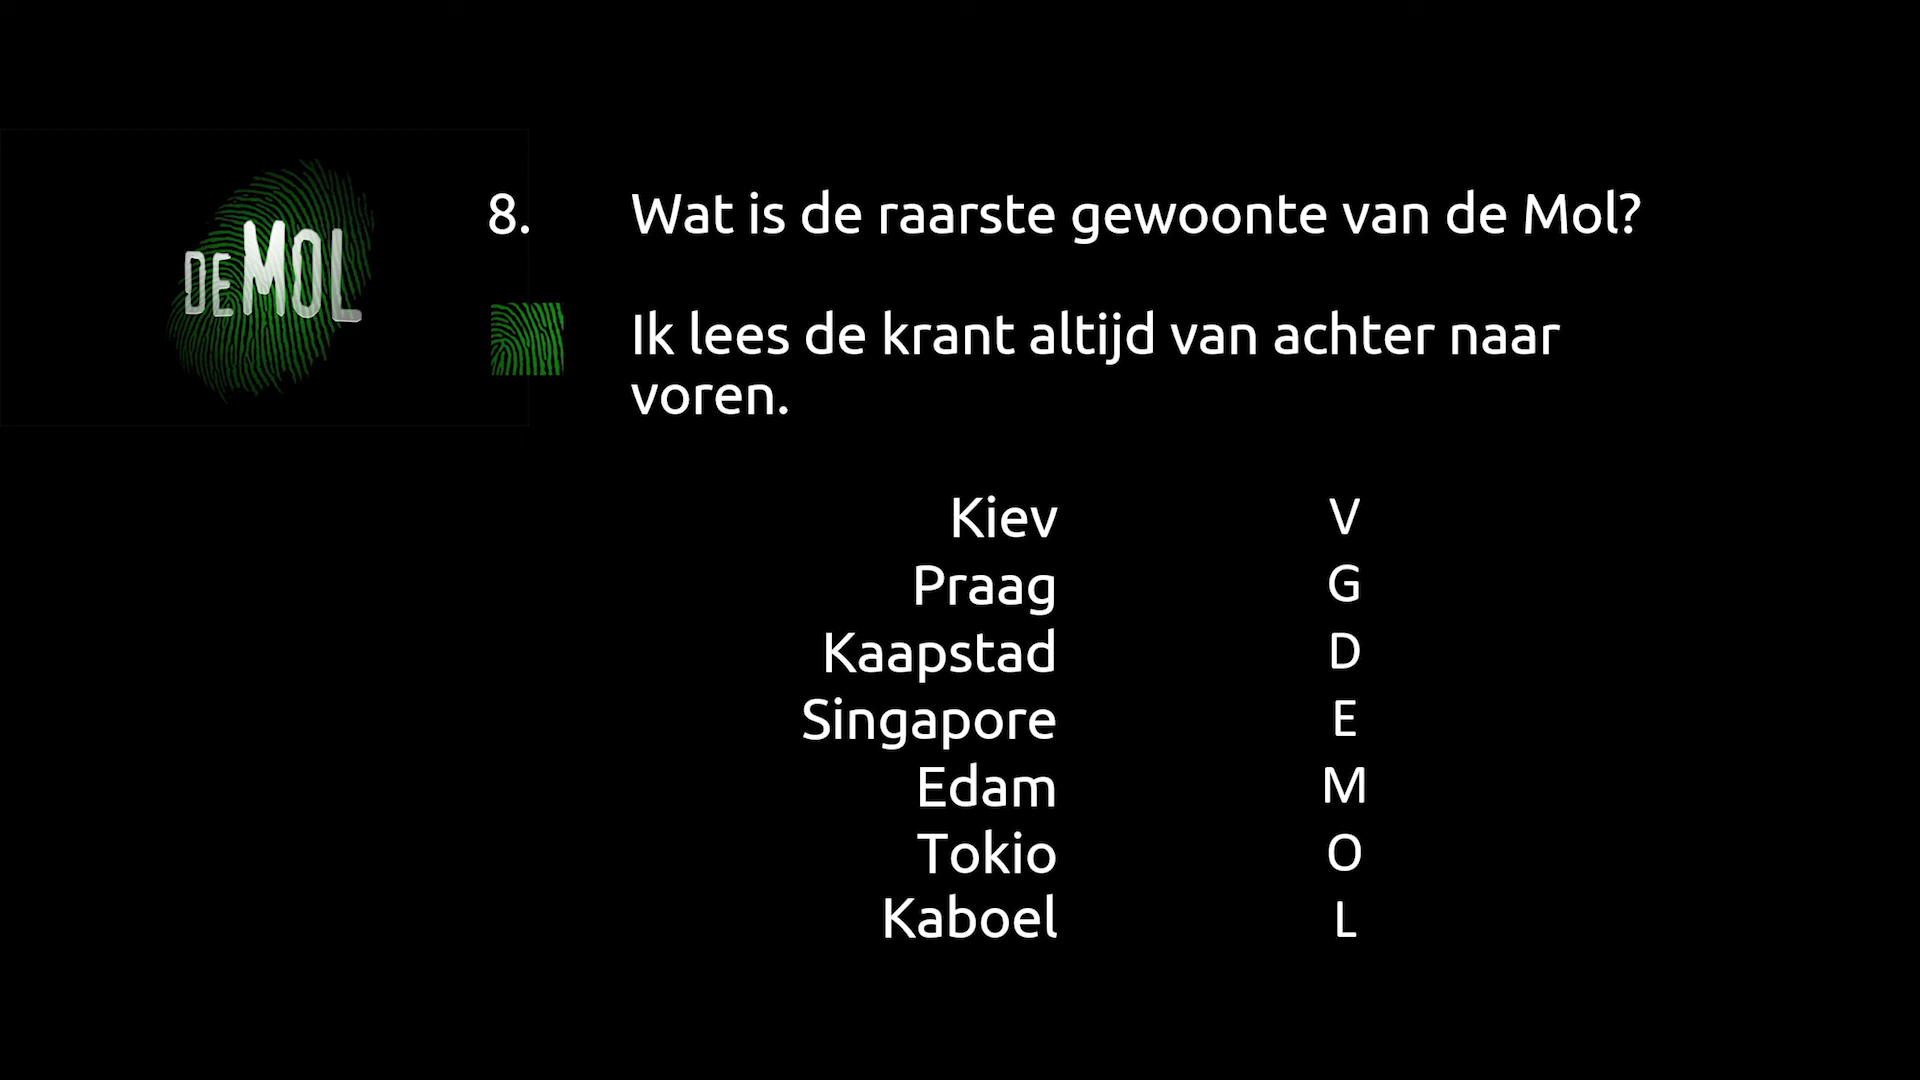 DE MOL
8. Wat is de raarste gewoonte van de Mol?
Ik lees de krant altijd van achter naar
voren.
Kiev V
Praag G
Kaapstad D
Singapore E
Edam M
Tokio O
Kaboel L